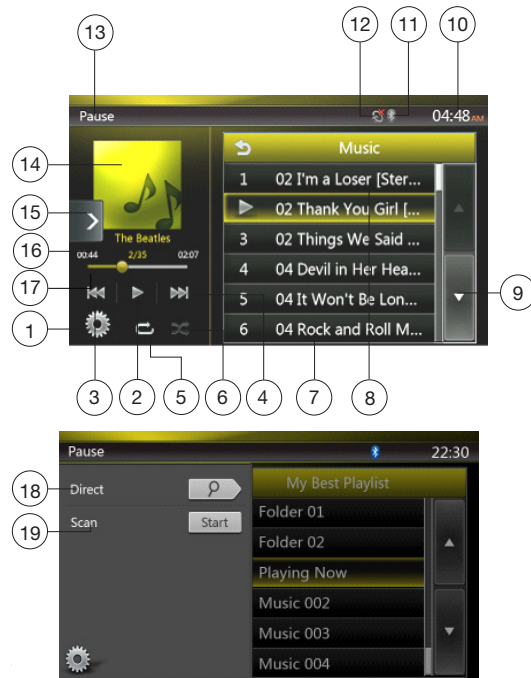 13
12
11
10
Pause
04:48 AM
Music
14
1 02 I'm a Loser [Ster...
02 Thank You Girl [...
15
The Beatles
3 02 Things We Said ...
16
00:44 2/35 02:07
4 04 Devil in Her Hea...
17
5 04 It Won't Be Lon...
9
1
6 04 Rock and Roll M...
3
2
5
6
4
7
8
Pause
22:30
18
Direct
My Best Playlist
19
Scan
Start
Folder 01
Folder 02
Playing Now
Music 002
Music 003
Music 004